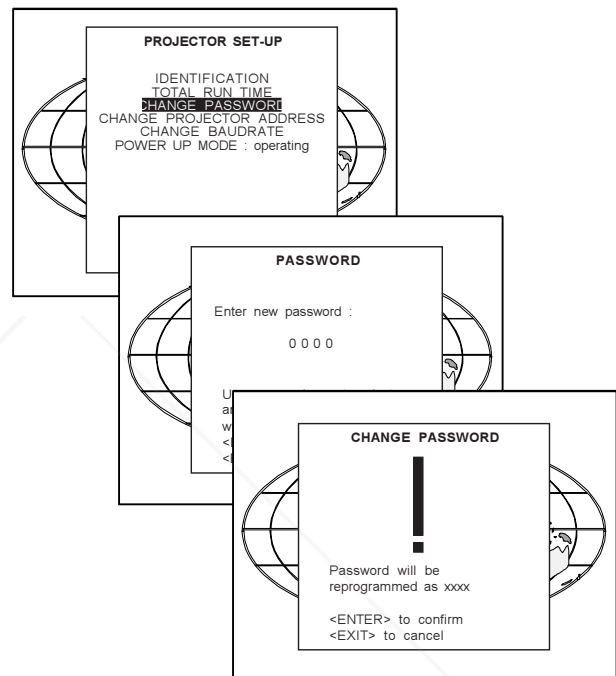 PROJECTOR SET-UP
IDENTIFICATION
TOTAL RUN TIME
CHANGE PASSWORD
CHANGE PROJECTOR ADDRESS
CHANGE BAUDRATE
POWER UP MODE : operating
PASSWORD
Enter new password :
0 0 0 0
CHANGE PASSWORD
!
Password will be
reprogrammed as xxxx
<ENTER> to confirm
<EXIT> to cancel